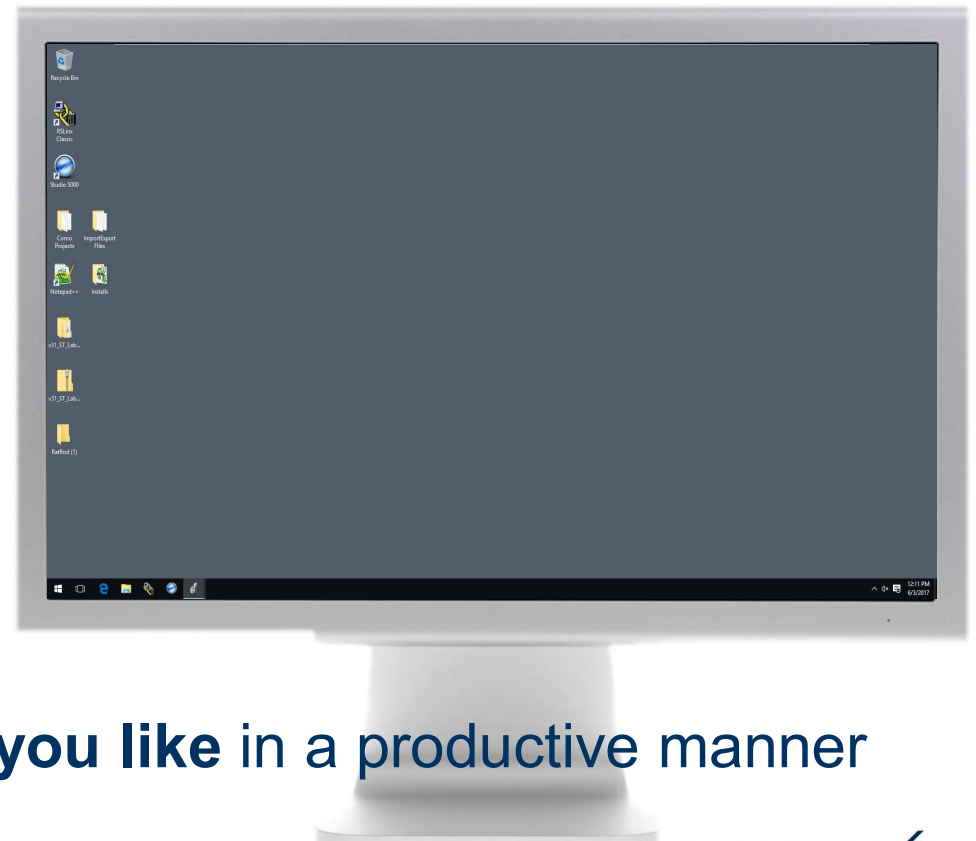 Recycle Bin
RSLinx
Classic
Studio 5000
Como
Projects
ImportExport
Files
Notepad++
Installs
v31_ST_Lab...
v31_ST_Lab...
RatRod (1)
12:11 PM
6/3/2017
you like in a productive manner